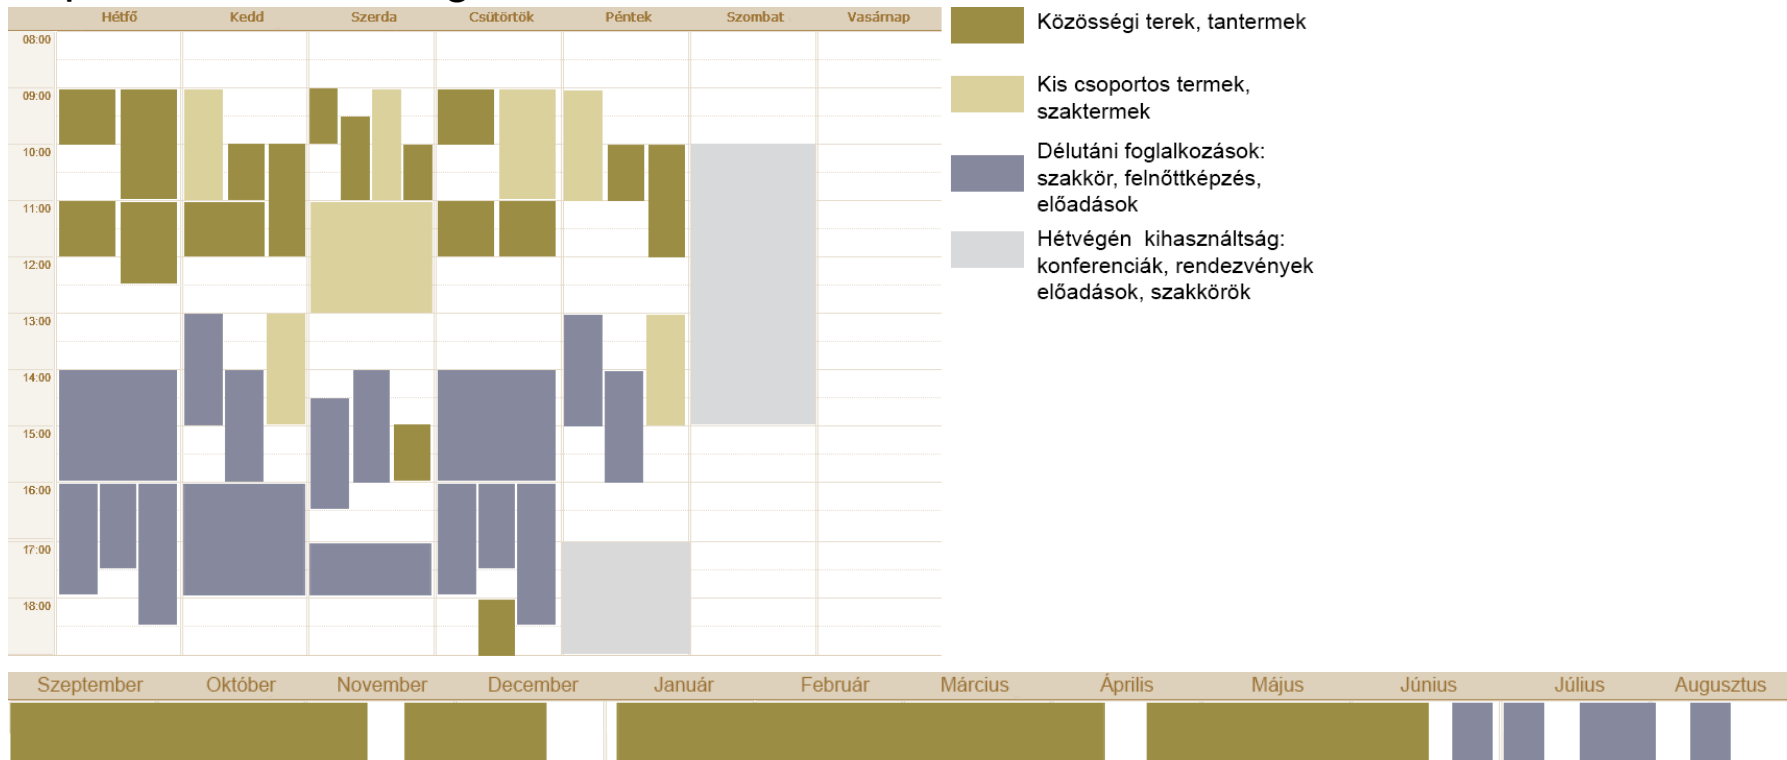 Hétfő Kedd Szerda Csütörtök Péntek Szombat Vasárnap
08:00
09:00
10:00
11:00
12:00
13:00
14:00
15:00
16:00
17:00
18:00
Közösségi terek, tantermek
Kis csoportos termek,
szaktermek
Délutáni foglalkozások:
szakkör, felnőttképzés,
előadások
Hétvégén kihasználtság:
konferenciák, rendezvények
előadások, szakkörök
Szeptember Október November December Január Február Március Április Május Június Július Augusztus